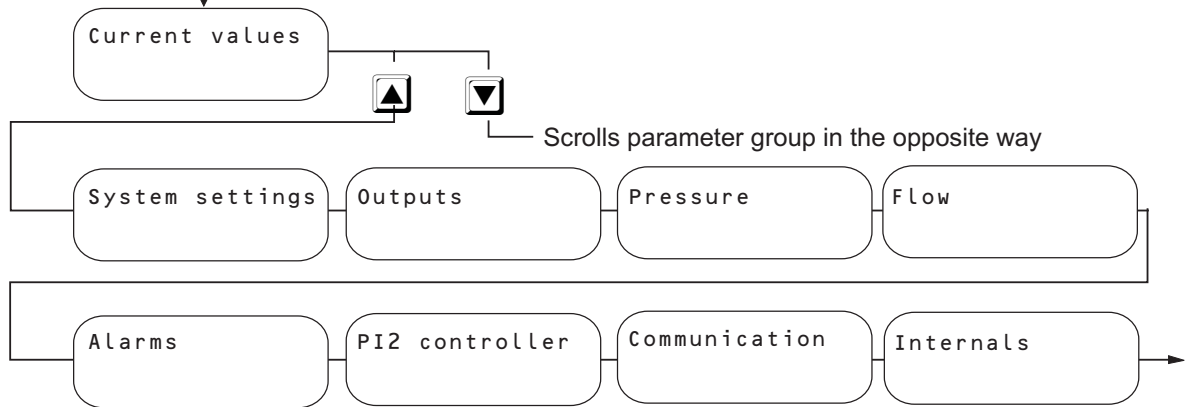 Current values
Scrolls parameter group in the opposite way
System settings
Outputs
Pressure
Flow
Alarms
PI2 controller
Communication
Internals